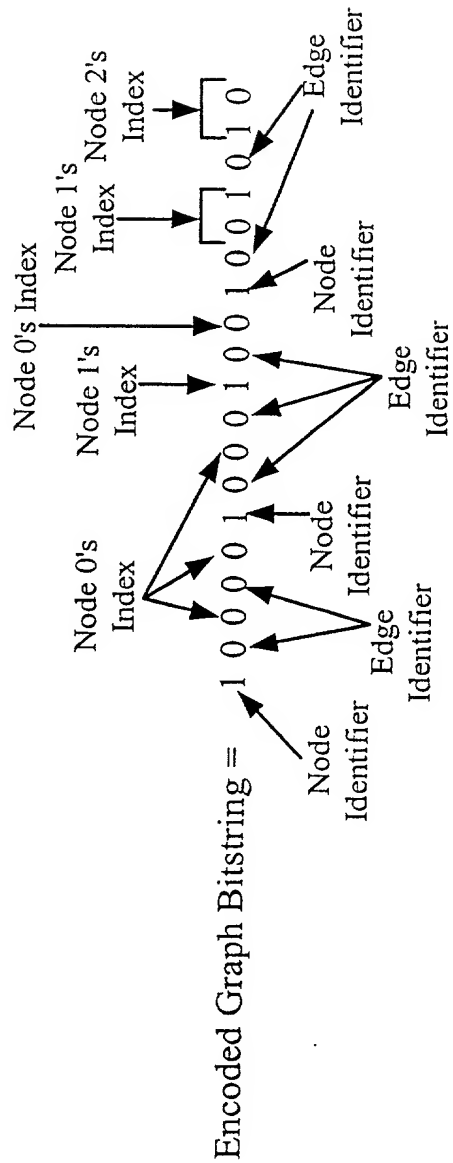 Node 0's
Index
Node 1's
Index
Node 0's Index
Node 1's
Index
Node 2's
Index
Encoded Graph Bitstring = 1 0 0 0 0 1 0 0 0 1 0 0 1 0 0 1 0 1 0
Node
Identifier
Edge
Identifier
Node
Identifier
Edge
Identifier
Node
Identifier
Edge
Identifier